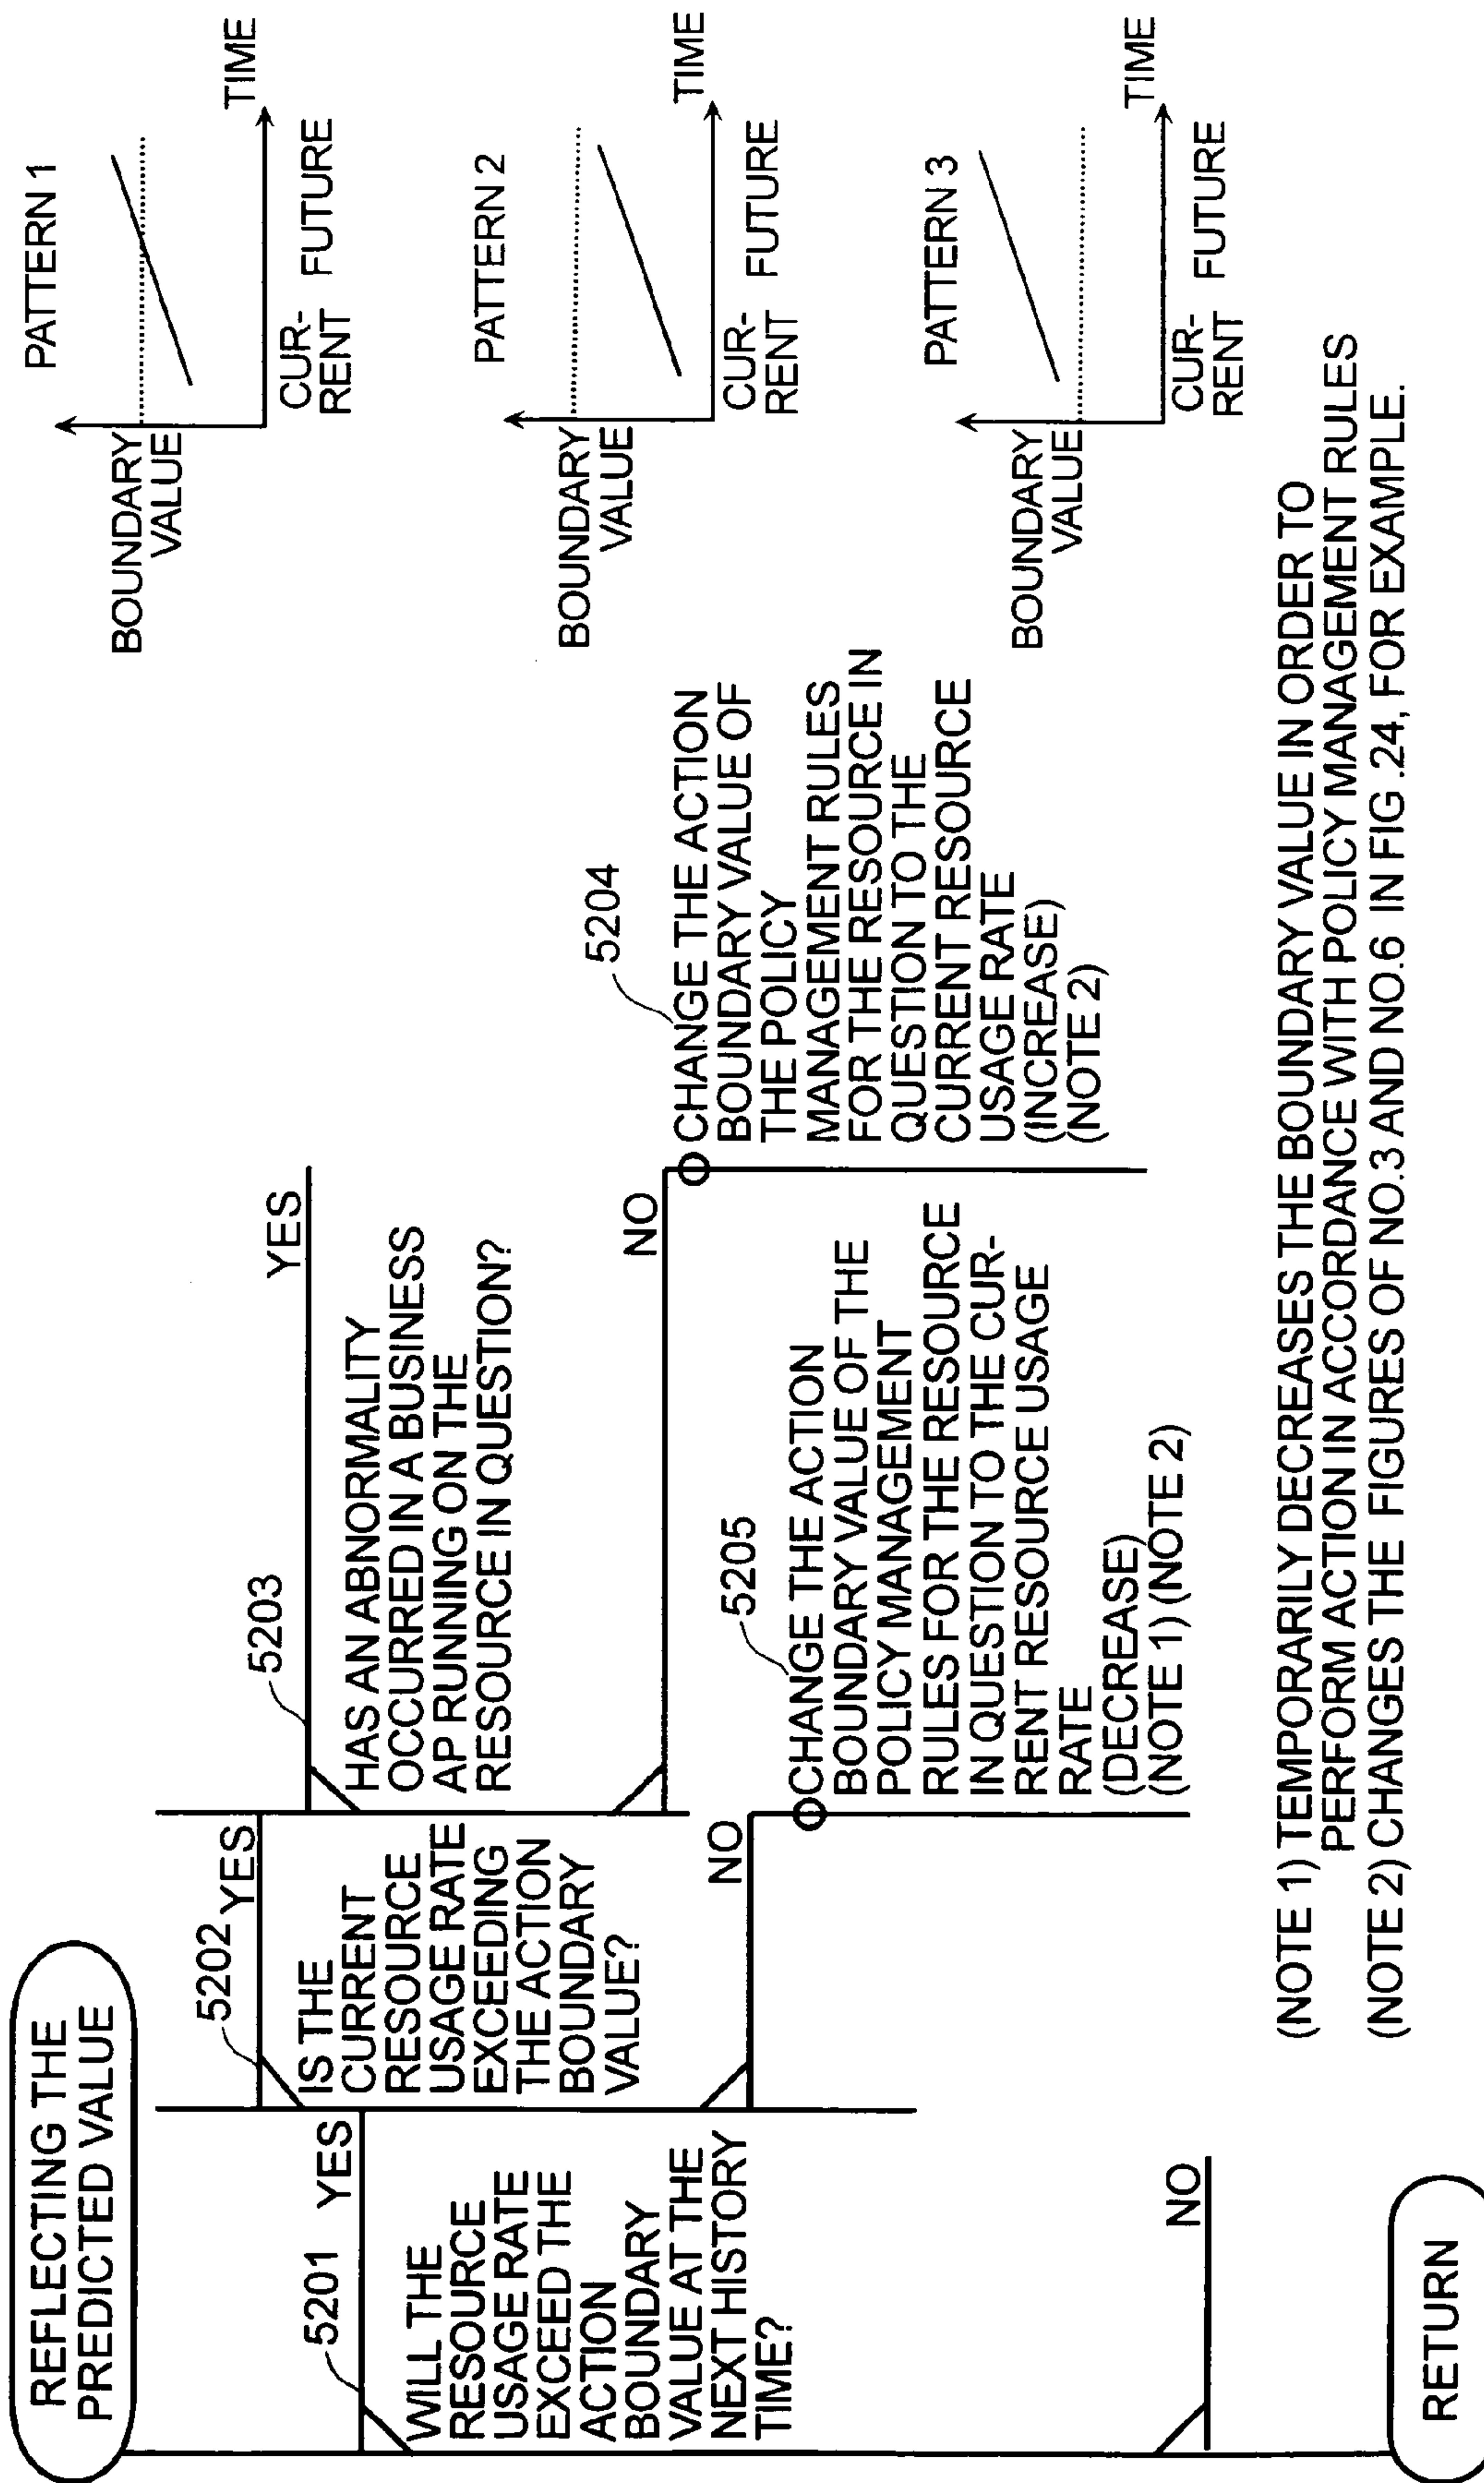 REFLECTING THE
PREDICTED VALUE
5201
YES
WILL THE
RESOURCE
USAGE RATE
EXCEED THE
ACTION
BOUNDARY
VALUE AT THE
NEXT HISTORY
TIME?
NO
RETURN
5202
YES
IS THE
CURRENT
RESOURCE
USAGE RATE
EXCEEDING
THE ACTION
BOUNDARY
VALUE?
NO
5203
YES
HAS AN ABNORMALITY
OCCURRED IN A BUSINESS
AP RUNNING ON THE
RESOURCE IN QUESTION?
NO
5204
CHANGE THE ACTION
BOUNDARY VALUE OF
THE POLICY
MANAGEMENT RULES
FOR THE RESOURCE IN
QUESTION TO THE
CURRENT RESOURCE
USAGE RATE
(INCREASE)
(NOTE 2)
5205
CHANGE THE ACTION
BOUNDARY VALUE OF THE
POLICY MANAGEMENT
RULES FOR THE RESOURCE
IN QUESTION TO THE CUR-
RENT RESOURCE USAGE
RATE
(DECREASE)
(NOTE 1) (NOTE 2)
PATTERN 1
BOUNDARY
VALUE
TIME
CUR-
RENT
FUTURE
PATTERN 2
BOUNDARY
VALUE
TIME
CUR-
RENT
FUTURE
PATTERN 3
BOUNDARY
VALUE
TIME
CUR-
RENT
FUTURE
(NOTE 1) TEMPORARILY DECREASES THE BOUNDARY VALUE IN ORDER TO
PERFORM ACTION IN ACCORDANCE WITH POLICY MANAGEMENT RULES
(NOTE 2) CHANGES THE FIGURES OF NO.3 AND NO.6 IN FIG .24, FOR EXAMPLE.